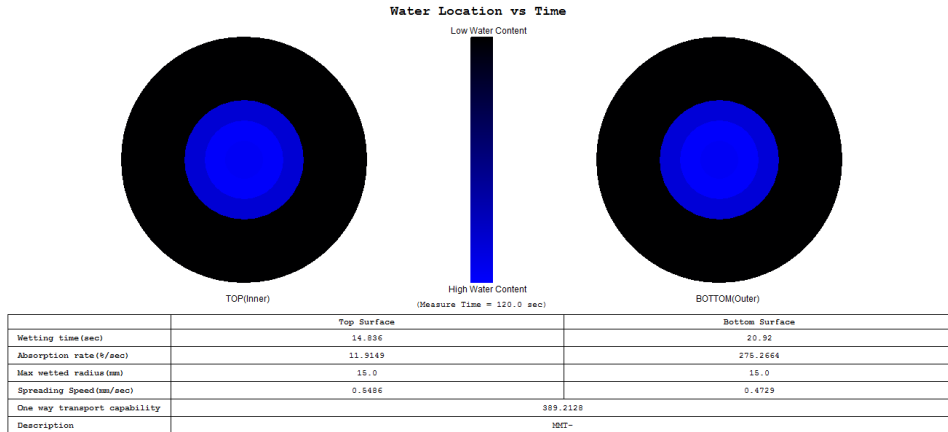 Water Location vs Time
Low Water Content
High Water Content
TOP(Inner)
(Measure Time = 120.0 sec)
BOTTOM(Outer)
Top Surface Bottom Surface
Wetting time(sec) 14.836 20.92
Absorption rate(%/sec) 11.9149 275.2664
Max wetted radius(mm) 15.0 15.0
Spreading Speed(mm/sec) 0.5486 0.4729
One way transport capability 389.2128
Description MMT-